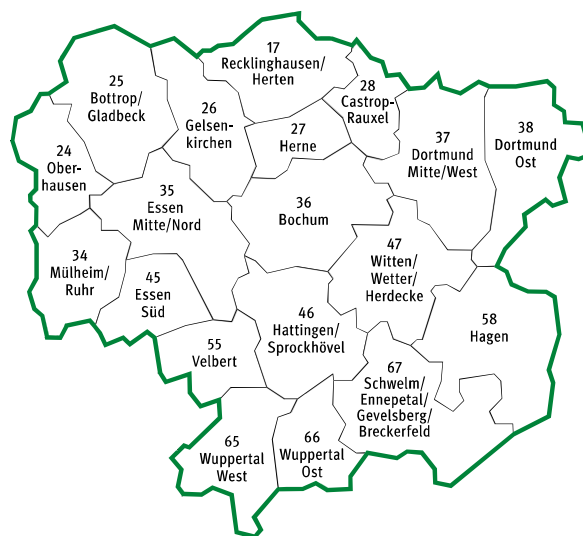 17
Recklinghausen/
Herten
25
Bottrop/
Gladbeck
28
Castrop-
Rauxel
26
Gelsen-
kirchen
27
Herne
37
Dortmund
Mitte/West
38
Dortmund
Ost
24
Ober-
hausen
35
Essen
Mitte/Nord
36
Bochum
34
Mülheim/
Ruhr
45
Essen
Süd
47
Witten/
Wetter/
Herdecke
46
Hattingen/
Sprockhövel
58
Hagen
55
Velbert
67
Schwelm/
Ennepetal/
Gevelsberg/
Breckerfeld
65
Wuppertal
West
66
Wuppertal
Ost